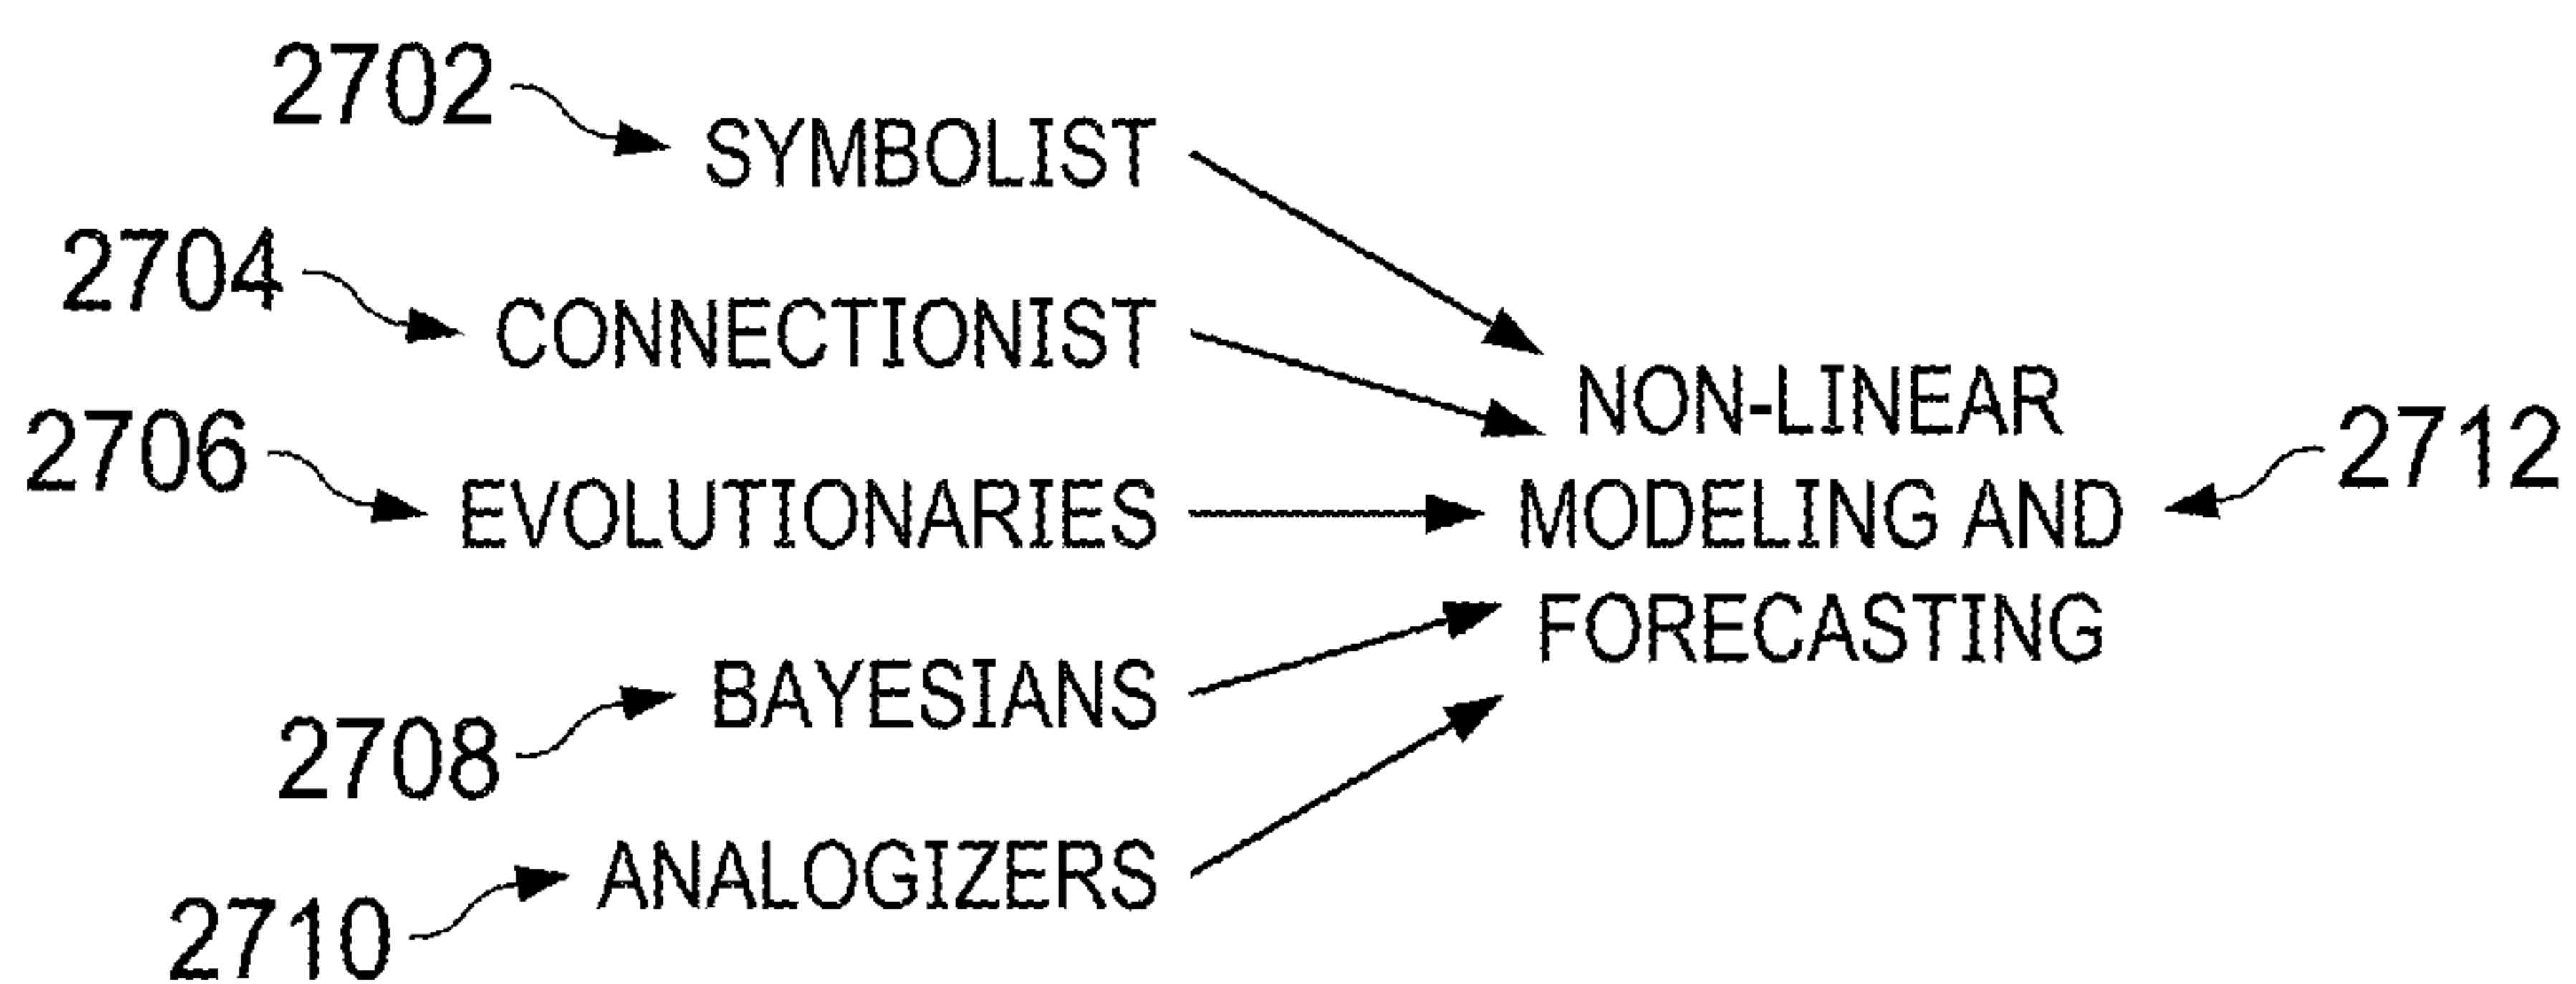 2702
SYMBOLIST
2704
CONNECTIONIST
2706
EVOLUTIONARIES
2708
BAYESIANS
2710
ANALOGIZERS
NON-LINEAR
MODELING AND
FORECASTING
2712